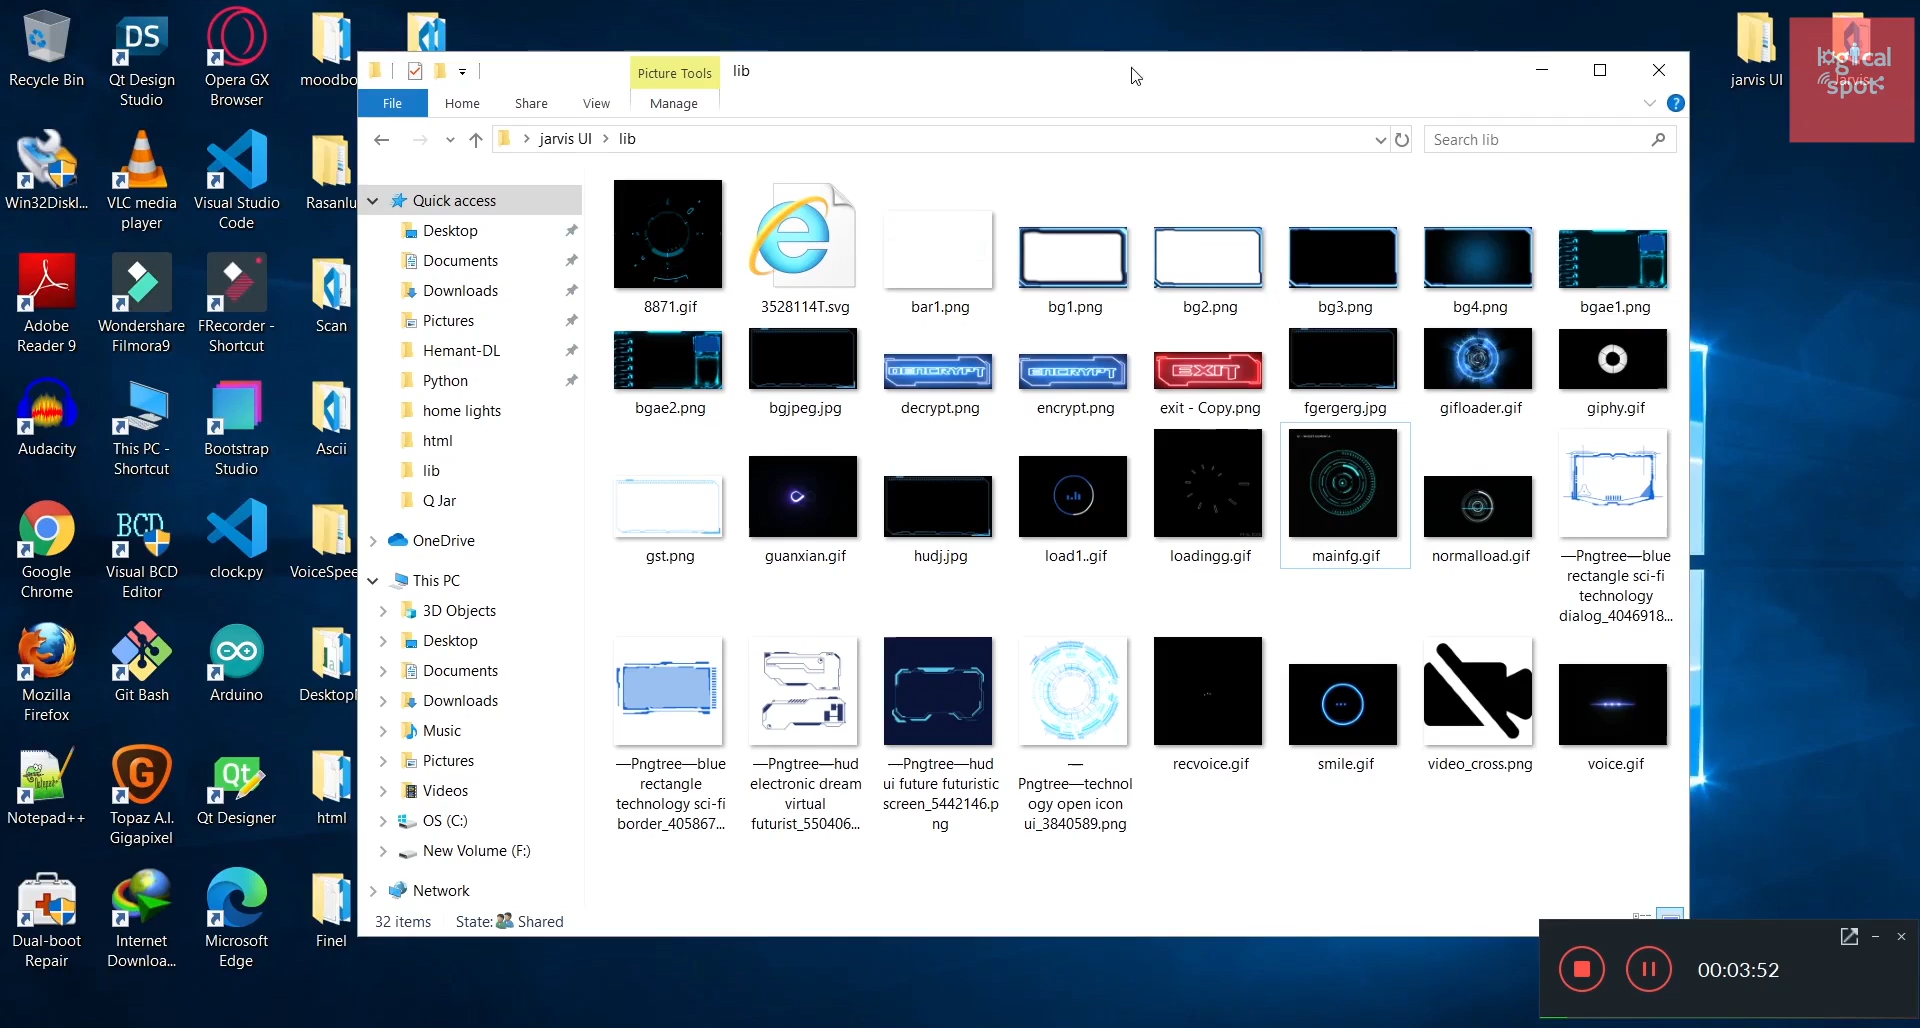 Recycle Bin
Qt Design
Studio
Opera GX
Browser
moodbo
Win32DiskI...
VLC media
player
Visual Studio
Code
Rasanlu
Adobe
Reader 9
Wondershare
Filmora9
FRecorder -
Shortcut
Scan
Audacity
This PC -
Shortcut
Bootstrap
Studio
Ascii
Google
Chrome
Visual BCD
Editor
clock.py
VoiceSpee
Mozilla
Firefox
Git Bash
Arduino
Desktop
Notepad++
Topaz A.I.
Gigapixel
Qt Designer
html
Dual-boot
Repair
Internet
Downloa...
Microsoft
Edge
Finel
DS
BCD
Qt
Picture Tools
lib
File
Home
Share
View
Manage
jarvis UI
lib
Search lib
Quick access
Desktop
Documents
Downloads
Pictures
Hemant-DL
Python
home lights
html
lib
Q Jar
OneDrive
This PC
3D Objects
Desktop
Documents
Downloads
Music
Pictures
Videos
OS (C:)
New Volume (F:)
Network
32 items
State:
Shared
8871.gif
3528114T.svg
bar1.png
bg1.png
bg2.png
bg3.png
bg4.png
bgae1.png
DENCRYPT
ENCRYPT
EXIT
bgae2.png
bgjpeg.jpg
decrypt.png
encrypt.png
exit - Copy.png
fgergerg.jpg
gifloader.gif
giphy.gif
gst.png
guanxian.gif
hudj.jpg
load1..gif
loadingg.gif
mainfg.gif
normalload.gif
—Pngtree—blue
rectangle sci-fi
technology
dialog_4046918...
—Pngtree—blue
rectangle
technology sci-fi
border_405867...
—Pngtree—hud
electronic dream
virtual
futurist_550406...
—Pngtree—hud
ui future futuristic
screen_5442146.p
ng
—
Pngtree—technol
ogy open icon
ui_3840589.png
recvoice.gif
smile.gif
video_cross.png
voice.gif
jarvis UI
logical
spot
00:03:52